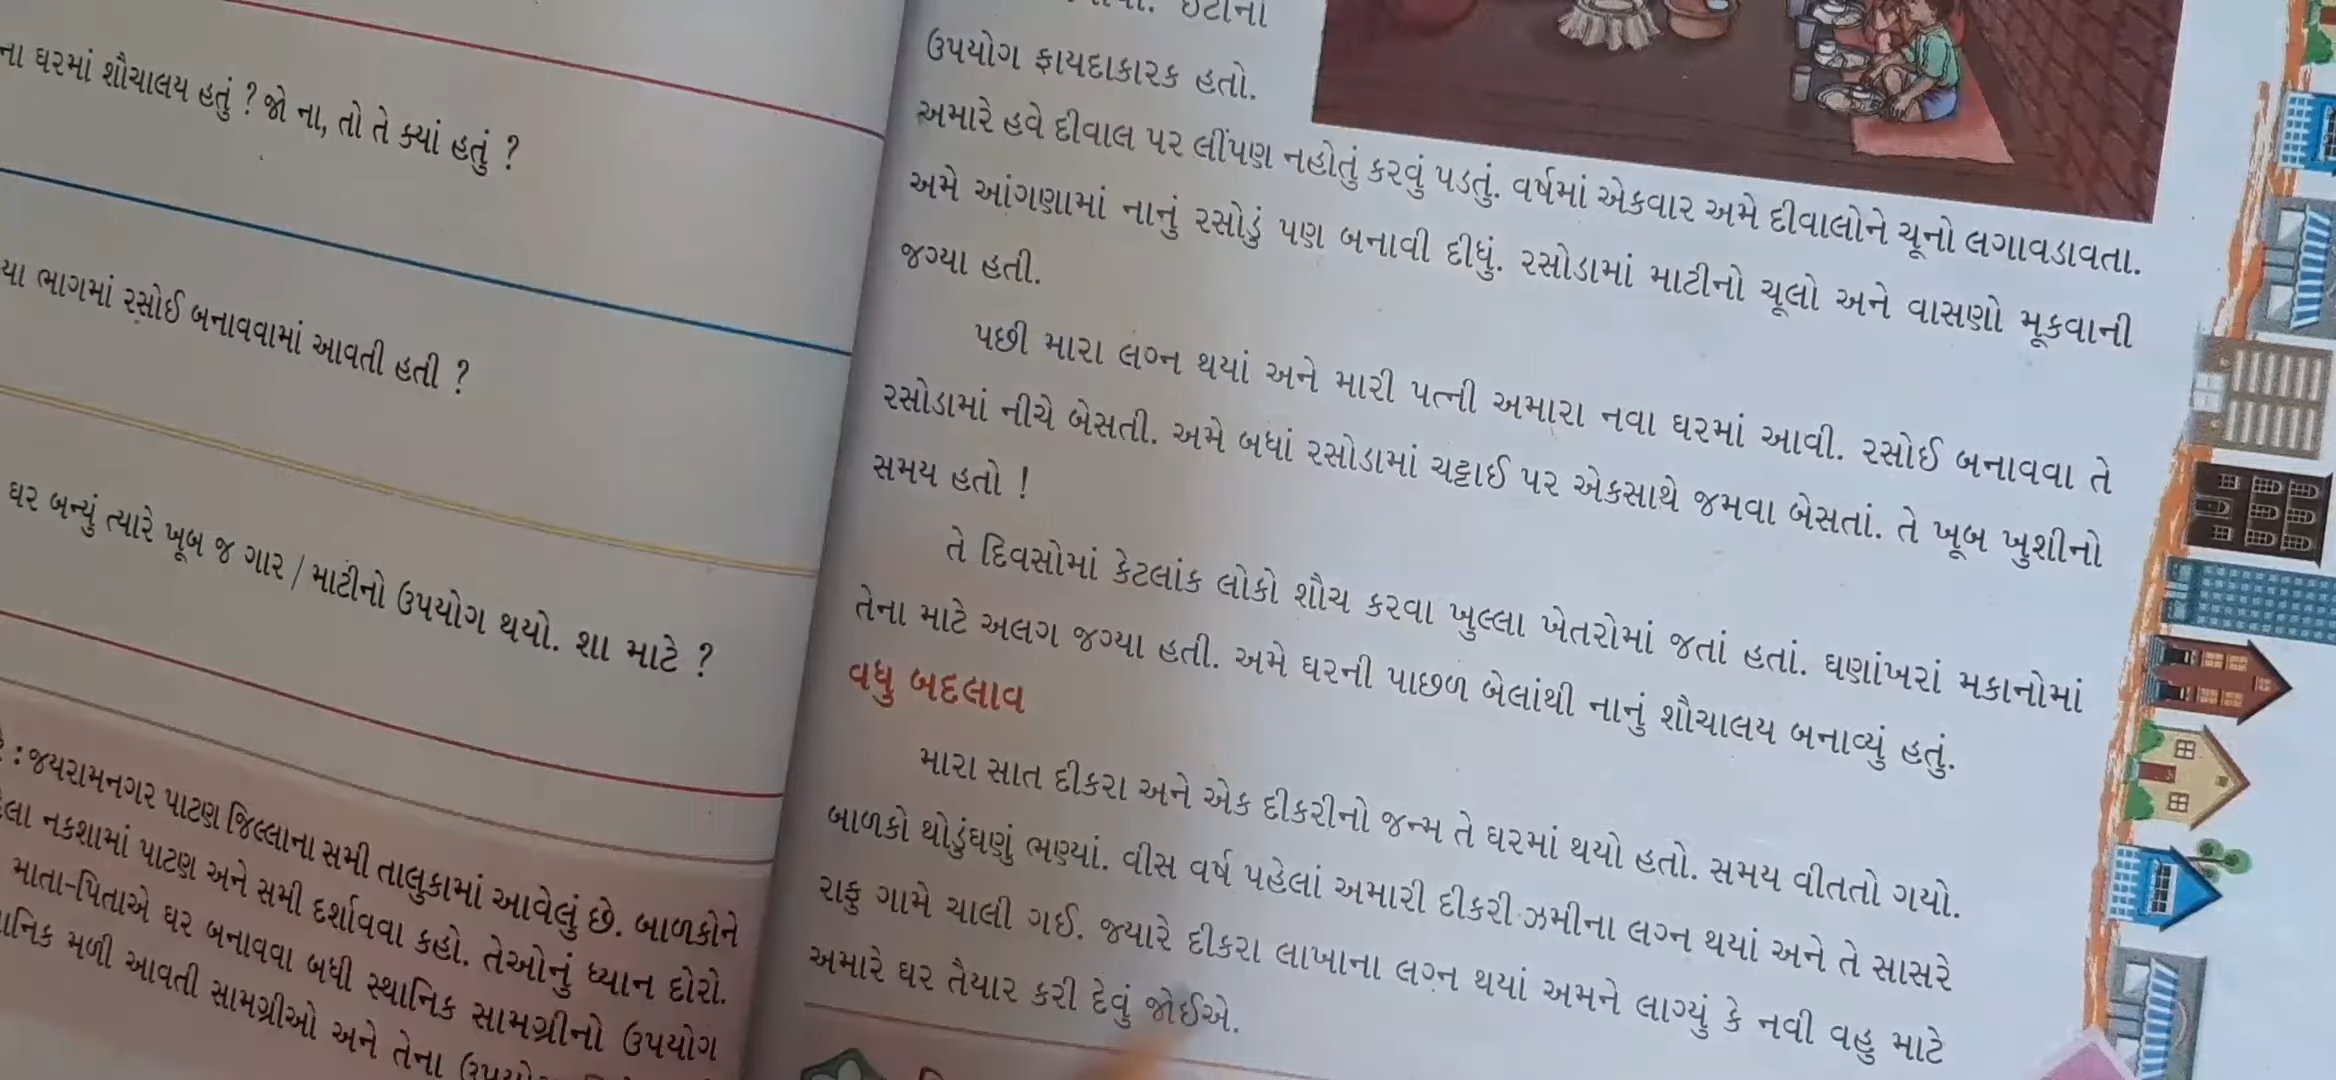 ના ઘરમાં શૌચાલય હતું ? જો ના, તો તે ક્યાં હતું ?
ભાગમાં રસોઈ બનાવવામાં આવતી હતી ?
ઘર બન્યું ત્યારે ખૂબ જ ગાર / માટીનો ઉપયોગ થયો. શા માટે ?
: જયરામનગર પાટણ જિલ્લાના સમી તાલુકામાં આવેલું છે. બાળકોને
નકશામાં પાટણ અને સમી દર્શાવવા કહો. તેઓનું ધ્યાન દોરો.
માતા-પિતાએ ઘર બનાવવા બધી સ્થાનિક સામગ્રીનો ઉપયોગ
મળી આવતી સામગ્રીઓ અને તેના
ઉપયોગ ફાયદાકારક હતો.
અમારે હવે દીવાલ પર લીંપણ નહોતું કરવું પડતું. વર્ષમાં એકવાર અમે દીવાલોને ચૂનો લગાવડાવતા.
અમે આંગણામાં નાનું રસોડું પણ બનાવી દીધું. રસોડામાં માટીનો ચૂલો અને વાસણો મૂકવાની
જગ્યા હતી.
પછી મારા લગ્ન થયાં અને મારી પત્ની અમારા નવા ઘરમાં આવી. રસોઈ બનાવવા તે
રસોડામાં નીચે બેસતી. અમે બધાં રસોડામાં ચટ્ટાઈ પર એકસાથે જમવા બેસતાં. તે ખૂબ ખુશીનો
સમય હતો !
તે દિવસોમાં કેટલાંક લોકો શૌચ કરવા ખુલ્લા ખેતરોમાં જતાં હતાં. ઘણાંખરાં મકાનોમાં
તેના માટે અલગ જગ્યા હતી. અમે ઘરની પાછળ બેલાંથી નાનું શૌચાલય બનાવ્યું હતું.
વધુ બદલાવ
મારા સાત દીકરા અને એક દીકરીનો જન્મ તે ઘરમાં થયો હતો. સમય વીતતો ગયો.
બાળકો થોડુંઘણું ભણ્યાં. વીસ વર્ષ પહેલાં અમારી દીકરી ઝમીના લગ્ન થયાં અને તે સાસરે
રાફુ ગામે ચાલી ગઈ. જ્યારે દીકરા લાખાના લગ્ન થયાં અમને લાગ્યું કે નવી વહુ માટે
અમારે ઘર તૈયાર કરી દેવું જોઈએ.